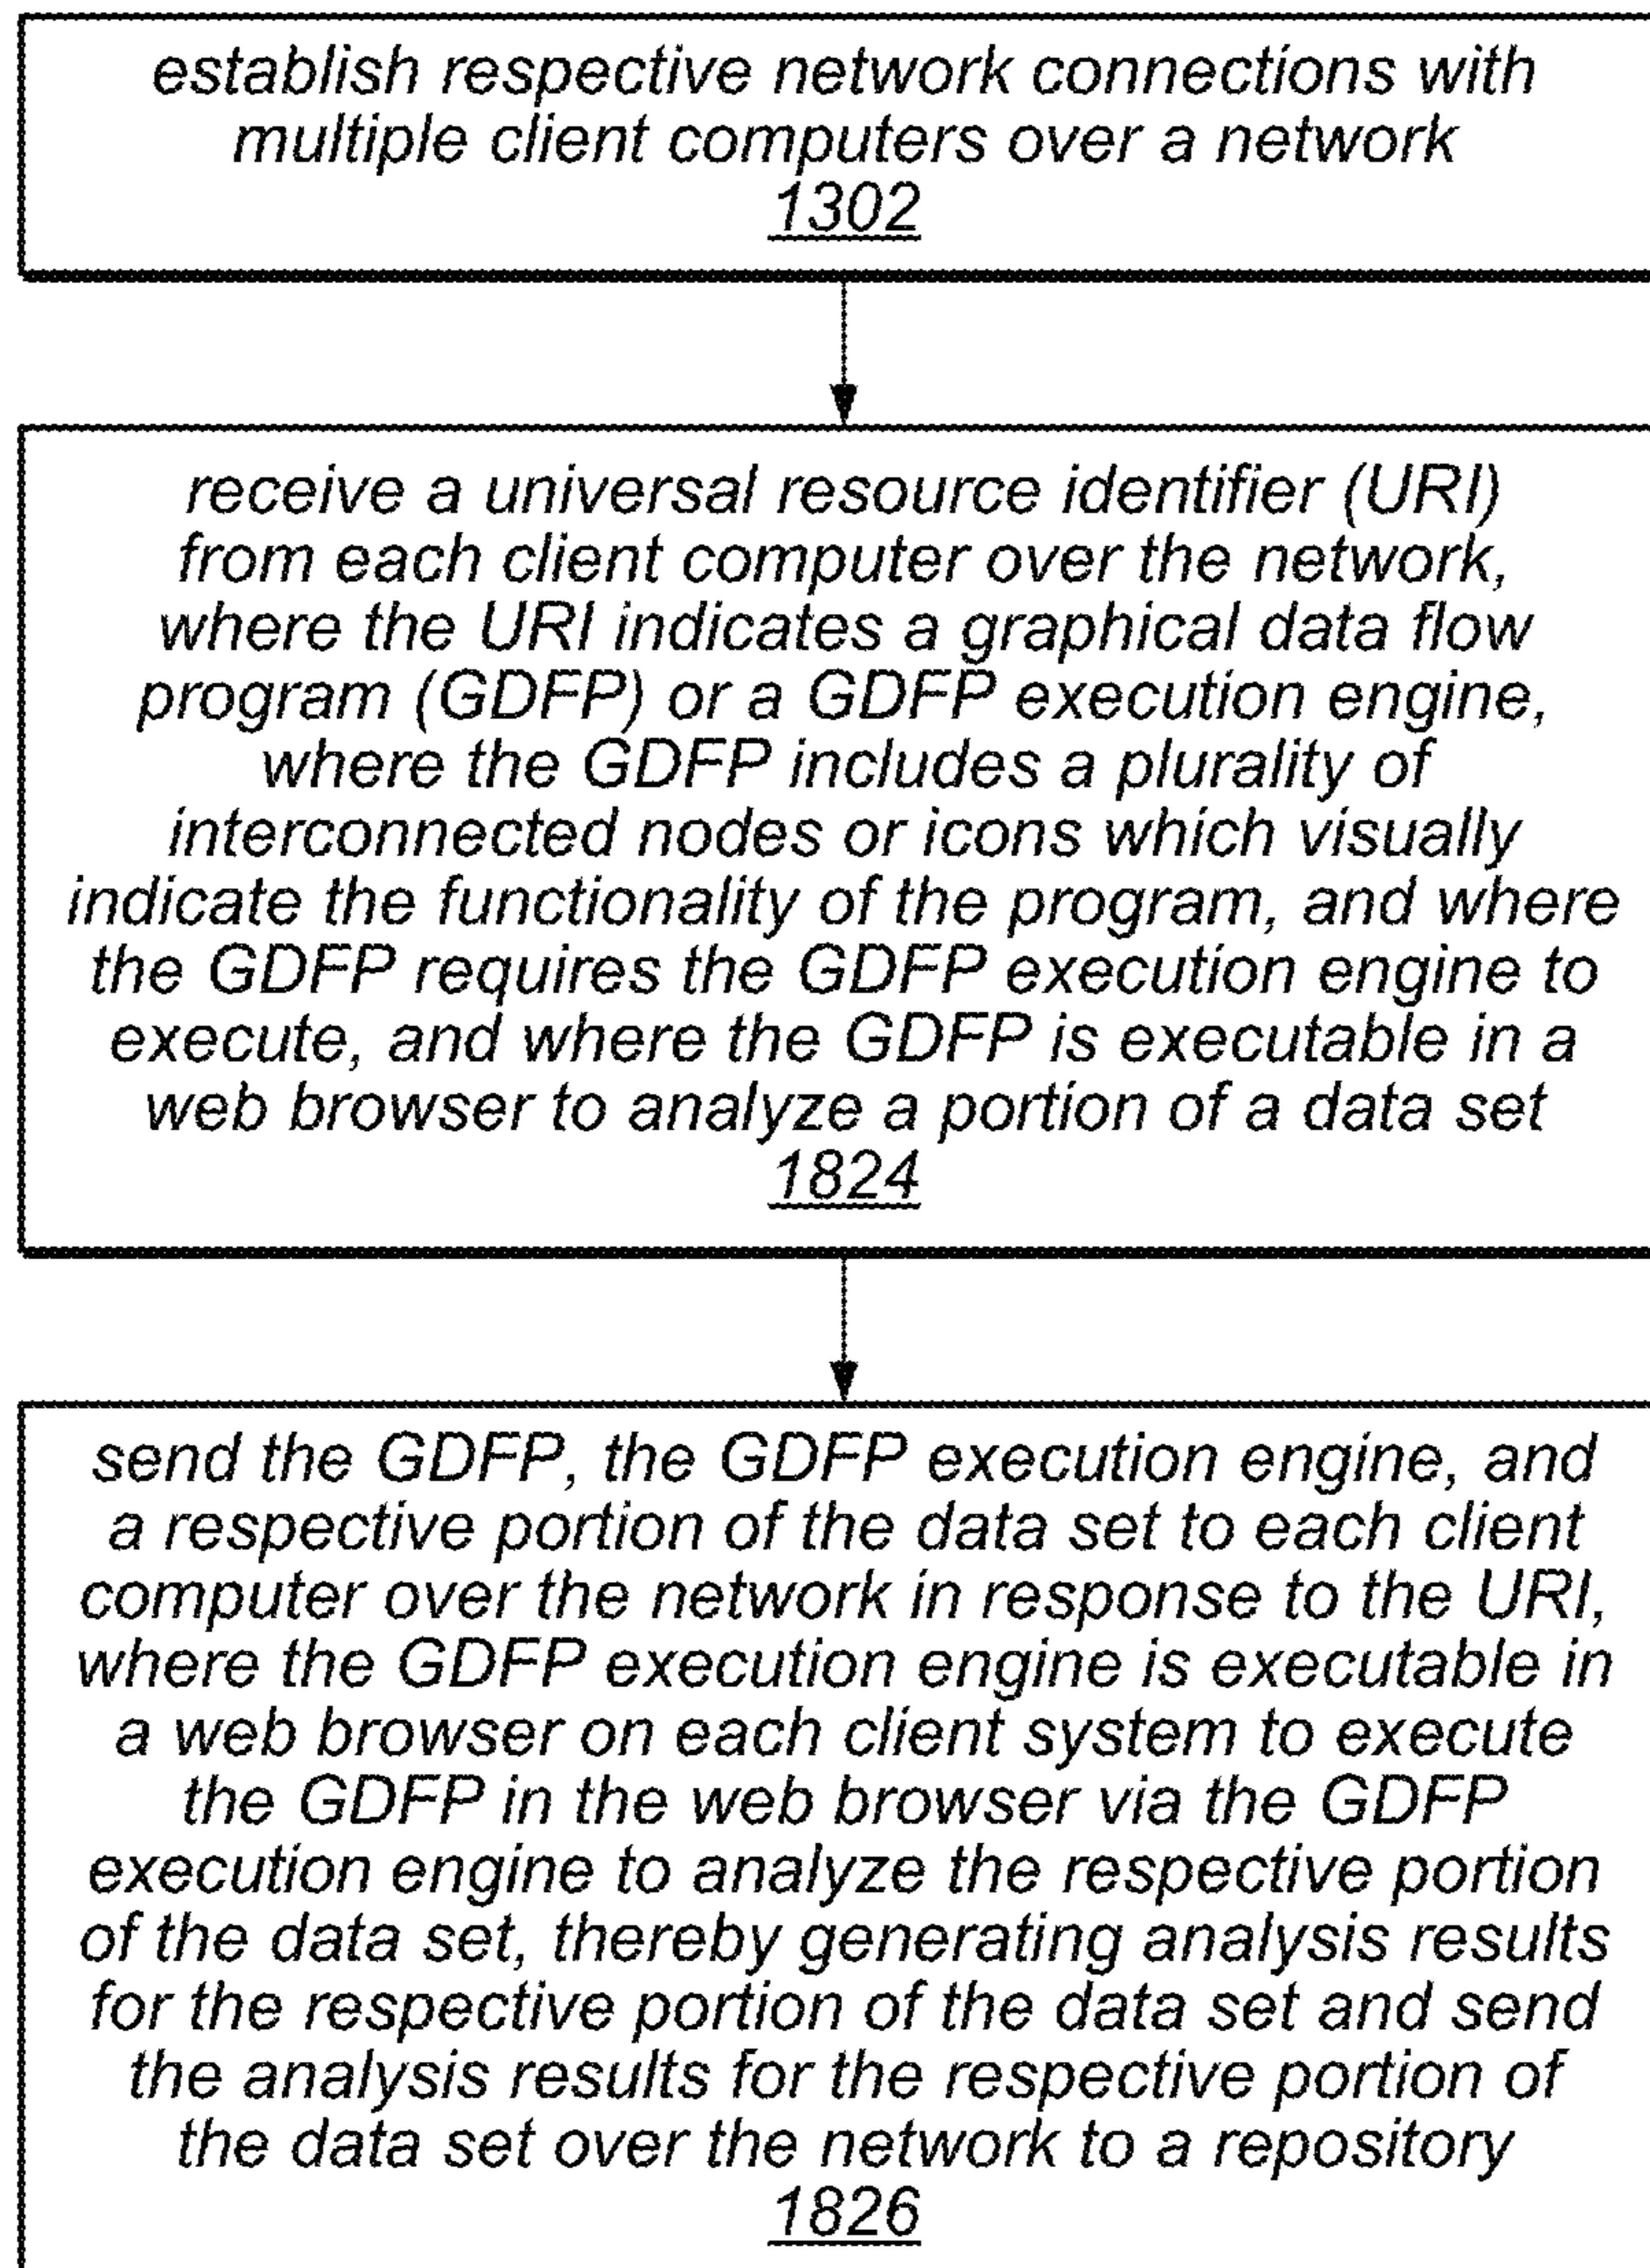 establish respective network connections with
multiple client computers over a network
1302
receive a universal resource identifier (URI)
from each client computer over the network,
where the URI indicates a graphical data flow
program (GDFP) or a GDFP execution engine,
where the GDFP includes a plurality of
interconnected nodes or icons which visually
indicate the functionality of the program, and where
the GDFP requires the GDFP execution engine to
execute, and where the GDFP is executable in a
web browser to analyze a portion of a data set
1824
send the GDFP, the GDFP execution engine, and
a respective portion of the data set to each client
computer over the network in response to the URI,
where the GDFP execution engine is executable in
a web browser on each client system to execute
the GDFP in the web browser via the GDFP
execution engine to analyze the respective portion
of the data set, thereby generating analysis results
for the respective portion of the data set and send
the analysis results for the respective portion of
the data set over the network to a repository
1826